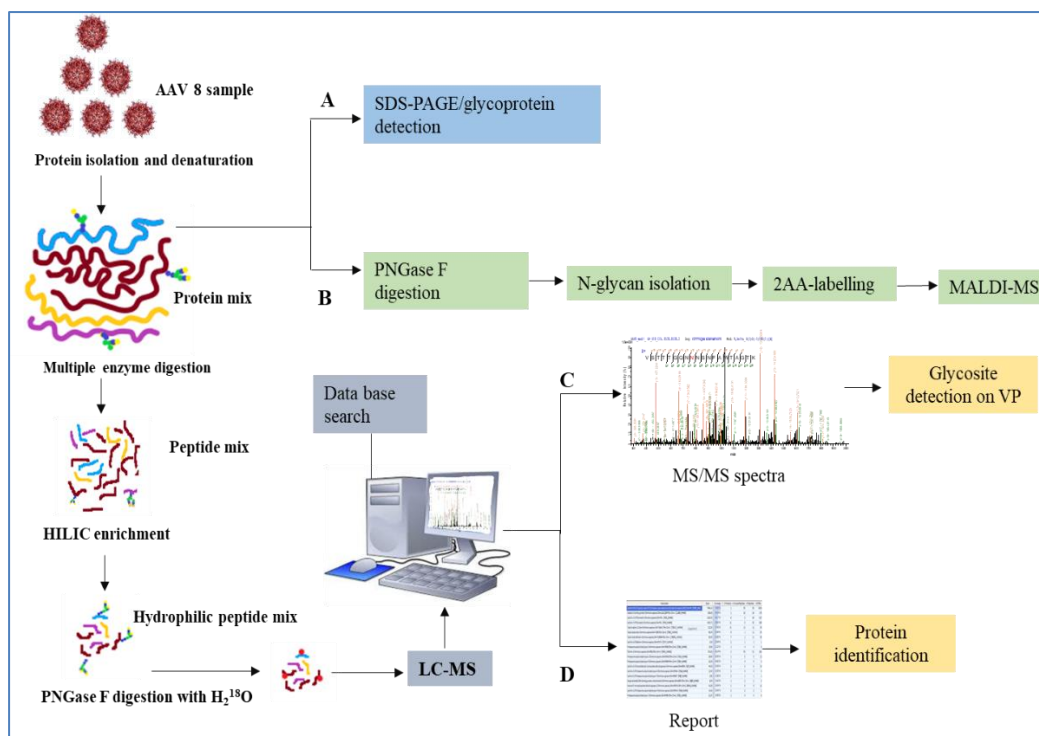 AAV 8 sample
Protein isolation and denaturation
Protein mix
Multiple enzyme digestion
Peptide mix
HILIC enrichment
Hydrophilic peptide mix
PNGase F digestion with H₂¹⁸O
A
SDS-PAGE/glycoprotein
detection
B
PNGase F
digestion
N-glycan isolation
2AA-labelling
MALDI-MS
Data base
search
LC-MS
C
MS/MS spectra
Glycosite
detection on VP
D
Report
Protein
identification